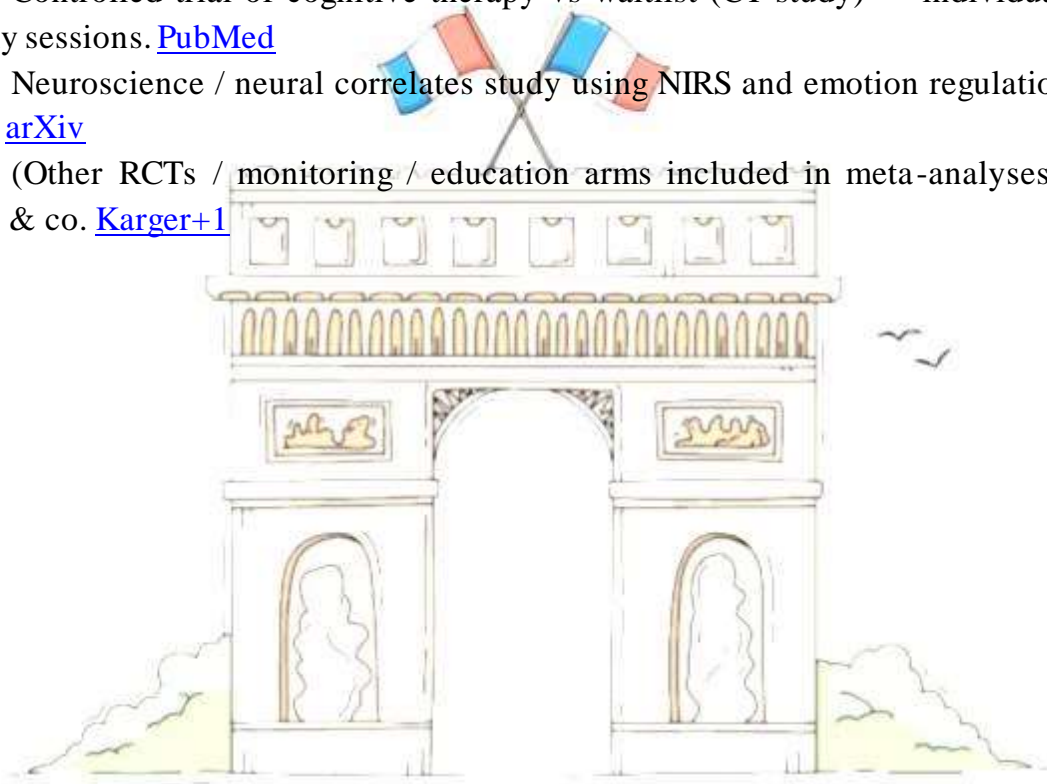 y sessions. PubMed
Neuroscience / neural correlates study using NIRS and emotion regulatio
arXiv
(Other RCTs / monitoring / education arms included in meta-analyses
& co. Karger+1